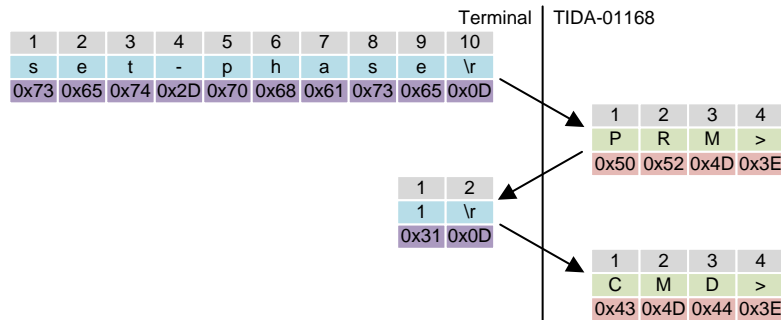 Terminal TIDA-01168
1 2 3 4 5 6 7 8 9 10
s e t - p h a s e \r
0x73 0x65 0x74 0x2D 0x70 0x68 0x61 0x73 0x65 0x0D
1 2 3 4
P R M >
0x50 0x52 0x4D 0x3E
1 2
1 \r
0x31 0x0D
1 2 3 4
C M D >
0x43 0x4D 0x44 0x3E